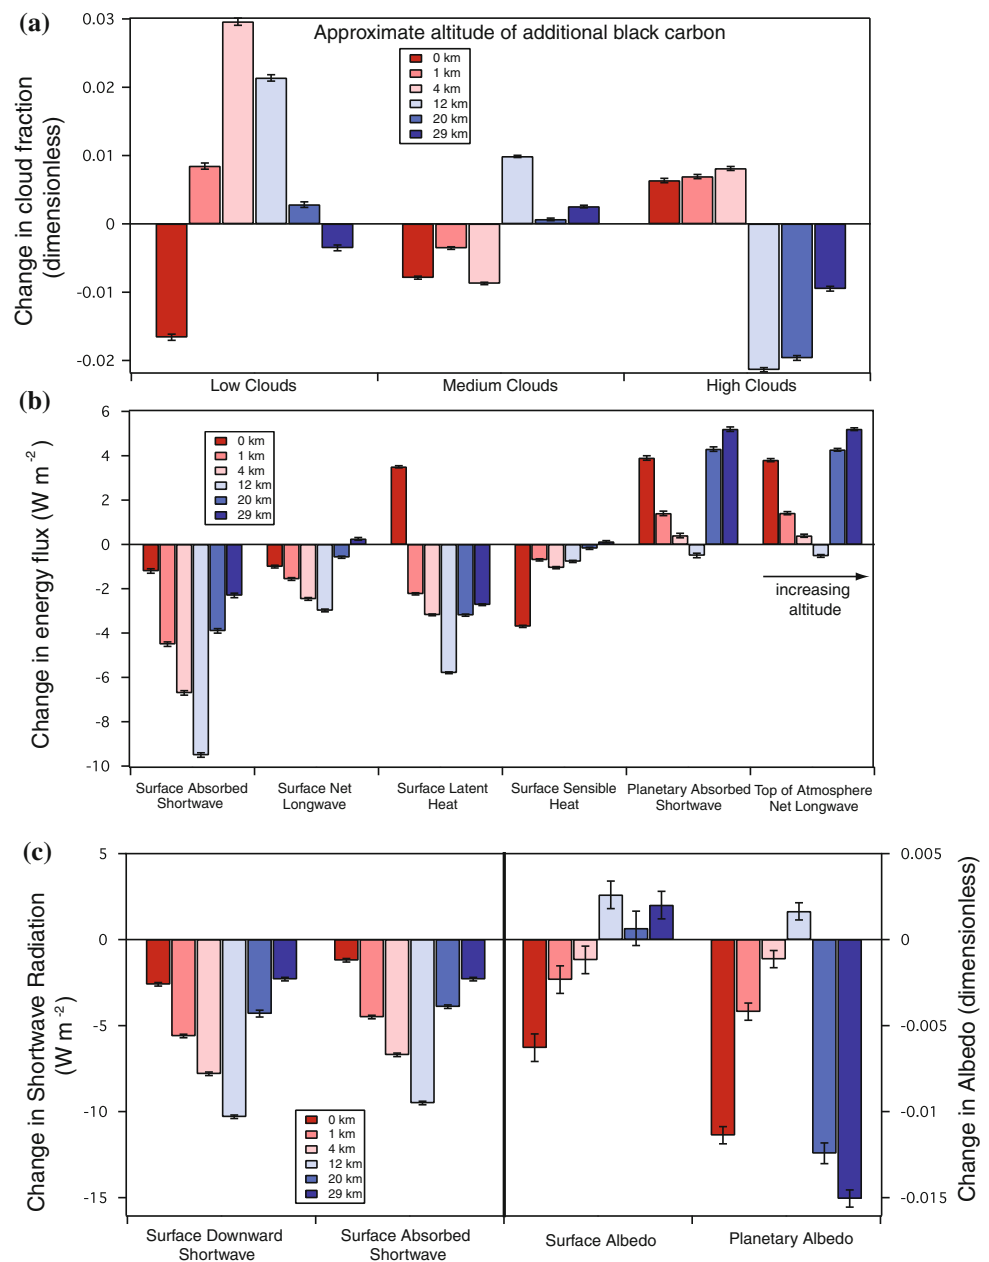 (a)
Approximate altitude of additional black carbon
0 km
1 km
4 km
12 km
20 km
29 km
0.03
0.02
0.01
0
-0.01
-0.02
Change in cloud fraction
(dimensionless)
Low Clouds
Medium Clouds
High Clouds
(b)
0 km
1 km
4 km
12 km
20 km
29 km
6
4
2
0
-2
-4
-6
-8
-10
Change in energy flux (W m⁻²)
increasing
altitude
Surface Absorbed
Shortwave
Surface Net
Longwave
Surface Latent
Heat
Surface Sensible
Heat
Planetary Absorbed
Shortwave
Top of Atmosphere
Net Longwave
(c)
5
0
-5
-10
-15
Change in Shortwave Radiation
(W m⁻²)
0 km
1 km
4 km
12 km
20 km
29 km
0.005
0
-0.005
-0.01
-0.015
Change in Albedo (dimensionless)
Surface Downward
Shortwave
Surface Absorbed
Shortwave
Surface Albedo
Planetary Albedo